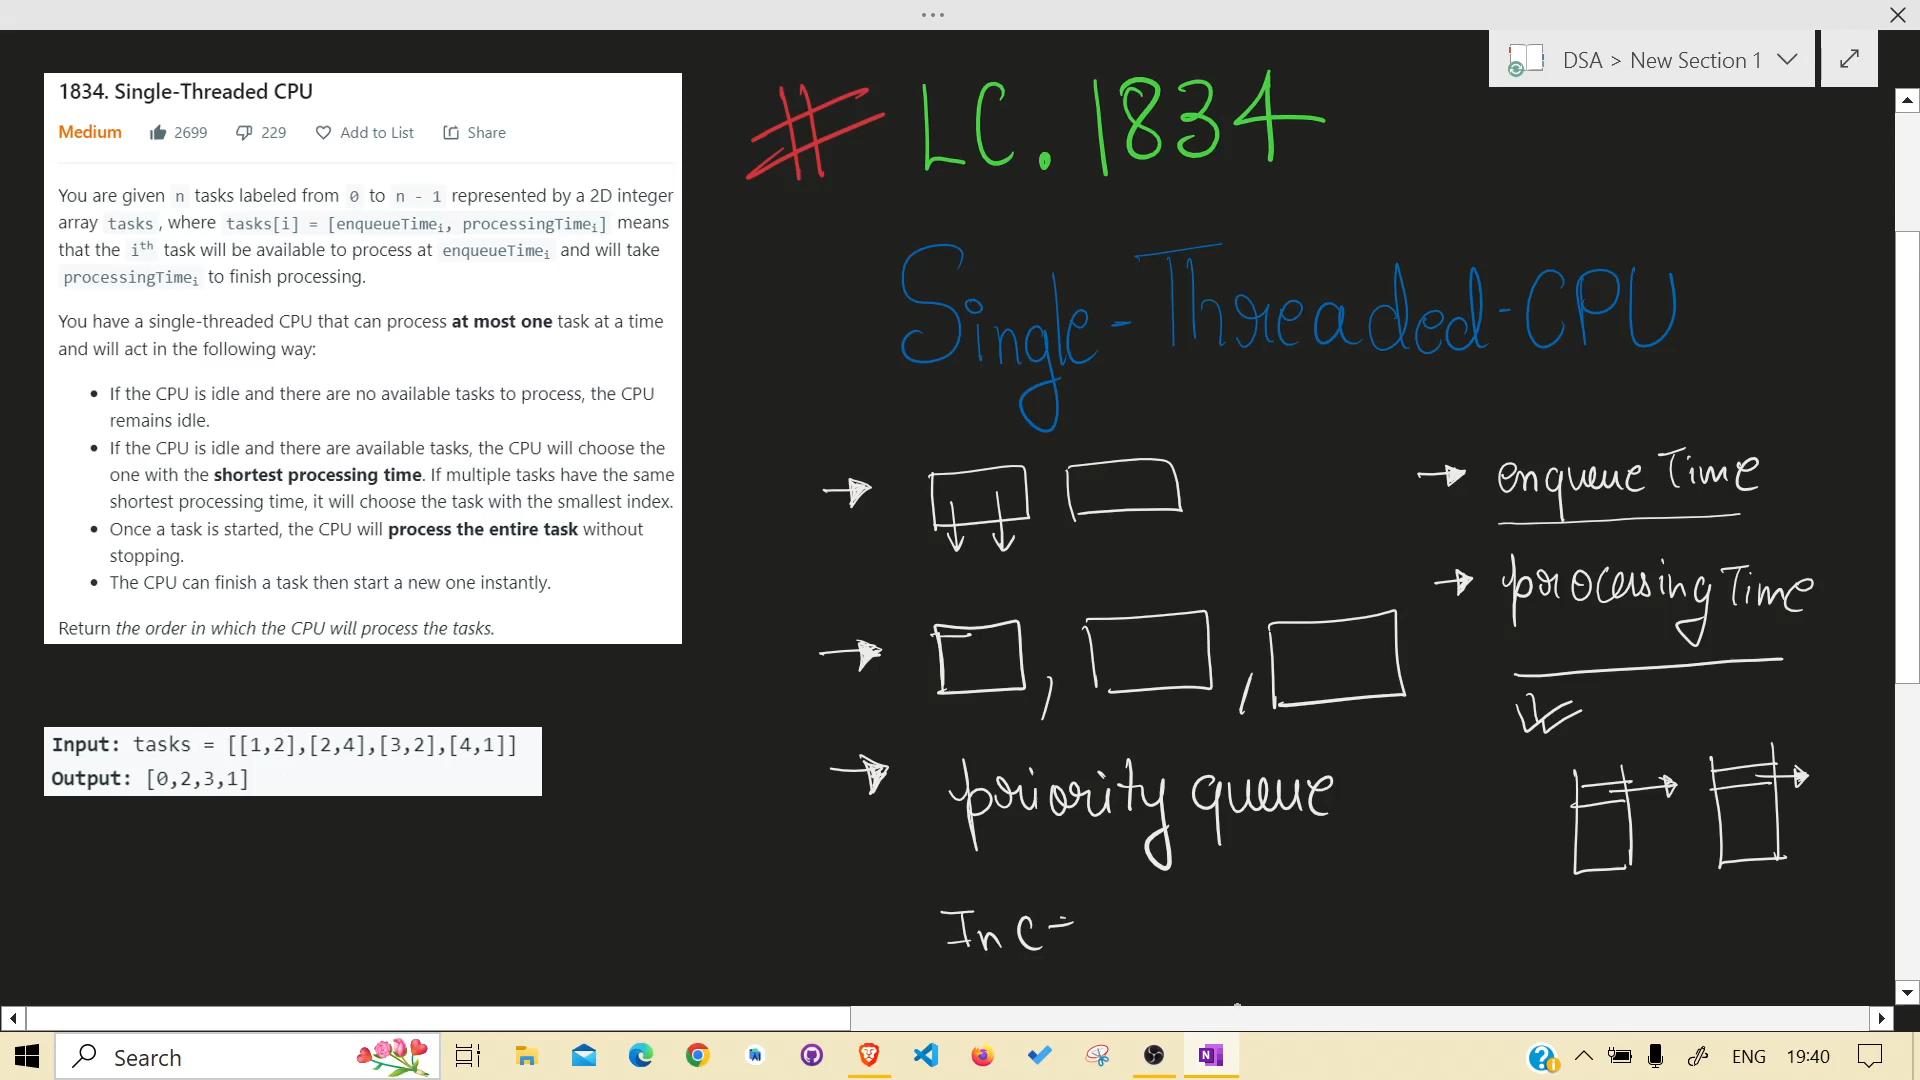 DSA > New Section 1
1834. Single-Threaded CPU
Medium 2699 229 Add to List Share
You are given n tasks labeled from 0 to n - 1 represented by a 2D integer
array tasks, where tasks[i] = [enqueueTimeᵢ, processingTimeᵢ] means
that the iᵗʰ task will be available to process at enqueueTimeᵢ and will take
processingTimeᵢ to finish processing.
You have a single-threaded CPU that can process at most one task at a time
and will act in the following way:
• If the CPU is idle and there are no available tasks to process, the CPU
remains idle.
• If the CPU is idle and there are available tasks, the CPU will choose the
one with the shortest processing time. If multiple tasks have the same
shortest processing time, it will choose the task with the smallest index.
• Once a task is started, the CPU will process the entire task without
stopping.
• The CPU can finish a task then start a new one instantly.
Return the order in which the CPU will process the tasks.
Input: tasks = [[1,2],[2,4],[3,2],[4,1]]
Output: [0,2,3,1]
# LC. 1834
Single-Threaded-CPU
→ enqueue Time
→ processing Time
→ priority queue
In C-
Search
ENG 19:40